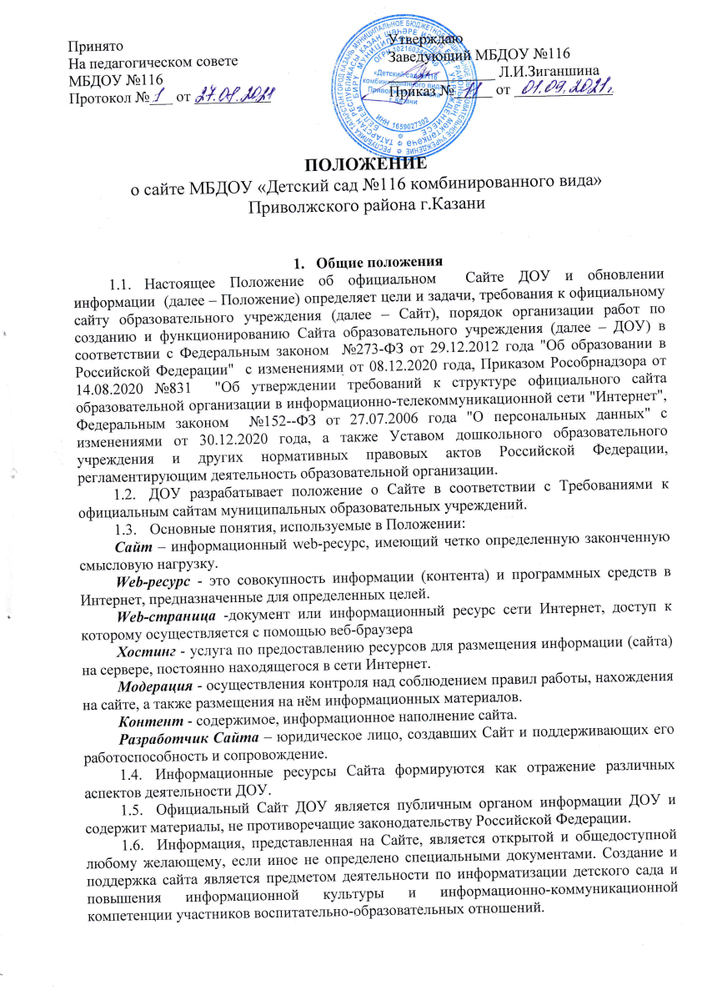 Принято
На педагогическом совете
МБДОУ №116
Протокол № 1 от 27.08.2021
Утверждаю
Заведующий МБДОУ №116
Л.И.Зиганшина
Приказ № 11 от 01.09.2021г.
«Детский сад №116
комбинированного вида»
г. Казани
ИНН 1659027302
ПОЛОЖЕНИЕ
о сайте МБДОУ «Детский сад №116 комбинированного вида»
Приволжского района г.Казани
1. Общие положения
1.1. Настоящее Положение об официальном Сайте ДОУ и обновлении
информации (далее – Положение) определяет цели и задачи, требования к официальному
сайту образовательного учреждения (далее – Сайт), порядок организации работ по
созданию и функционированию Сайта образовательного учреждения (далее – ДОУ) в
соответствии с Федеральным законом №273-ФЗ от 29.12.2012 года "Об образовании в
Российской Федерации" с изменениями от 08.12.2020 года, Приказом Рособрнадзора от
14.08.2020 №831 "Об утверждении требований к структуре официального сайта
образовательной организации в информационно-телекоммуникационной сети "Интернет",
Федеральным законом №152--ФЗ от 27.07.2006 года "О персональных данных" с
изменениями от 30.12.2020 года, а также Уставом дошкольного образовательного
учреждения и других нормативных правовых актов Российской Федерации,
регламентирующим деятельность образовательной организации.
1.2. ДОУ разрабатывает положение о Сайте в соответствии с Требованиями к
официальным сайтам муниципальных образовательных учреждений.
1.3. Основные понятия, используемые в Положении:
Сайт – информационный web-ресурс, имеющий четко определенную законченную
смысловую нагрузку.
Web-ресурс - это совокупность информации (контента) и программных средств в
Интернет, предназначенные для определенных целей.
Web-страница -документ или информационный ресурс сети Интернет, доступ к
которому осуществляется с помощью веб-браузера
Хостинг - услуга по предоставлению ресурсов для размещения информации (сайта)
на сервере, постоянно находящегося в сети Интернет.
Модерация - осуществления контроля над соблюдением правил работы, нахождения
на сайте, а также размещения на нём информационных материалов.
Контент - содержимое, информационное наполнение сайта.
Разработчик Сайта – юридическое лицо, создавших Сайт и поддерживающих его
работоспособность и сопровождение.
1.4. Информационные ресурсы Сайта формируются как отражение различных
аспектов деятельности ДОУ.
1.5. Официальный Сайт ДОУ является публичным органом информации ДОУ и
содержит материалы, не противоречащие законодательству Российской Федерации.
1.6. Информация, представленная на Сайте, является открытой и общедоступной
любому желающему, если иное не определено специальными документами. Создание и
поддержка сайта является предметом деятельности по информатизации детского сада и
повышения информационной культуры и информационно-коммуникационной
компетенции участников воспитательно-образовательных отношений.